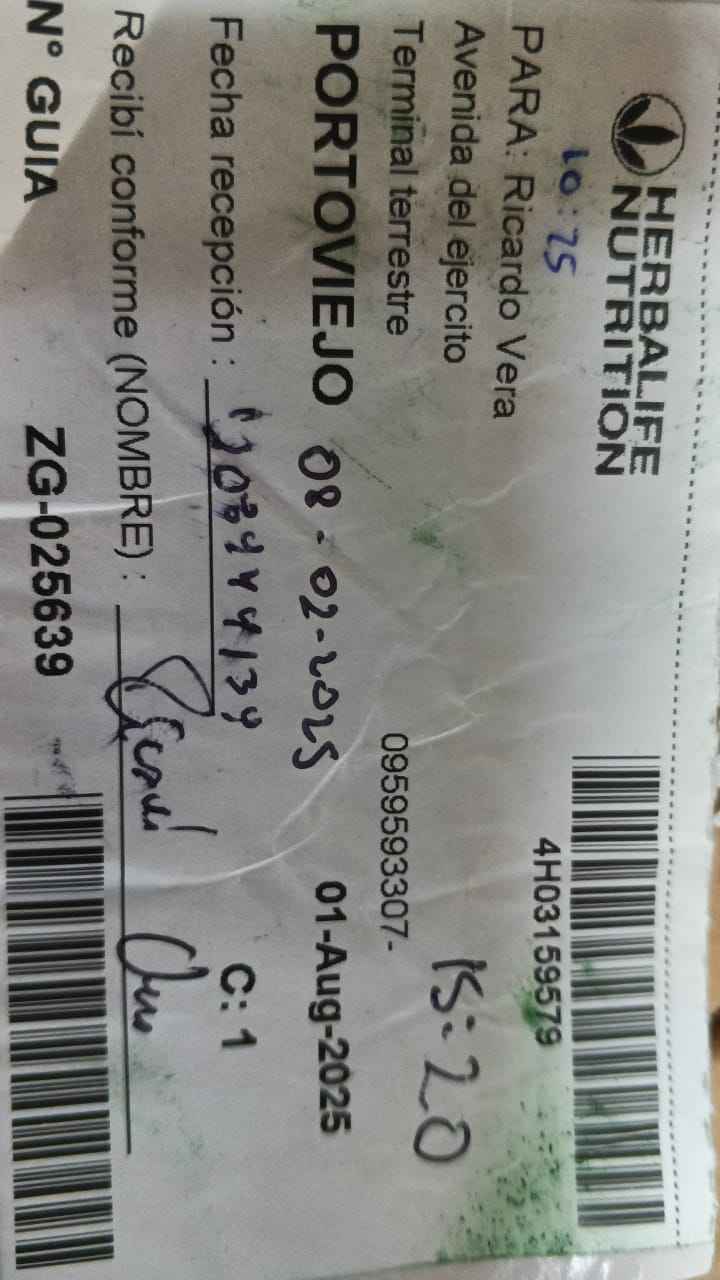 HERBALIFE
NUTRITION
4H03159579
10:25
PARA: Ricardo Vera
Avenida del ejercito
15:20
Terminal terrestre
0959593307-
PORTOVIEJO 08-02-2025 01-Aug-2025
Fecha recepción : C: 1
Recibí conforme (NOMBRE) :
N° GUIA ZG-025639